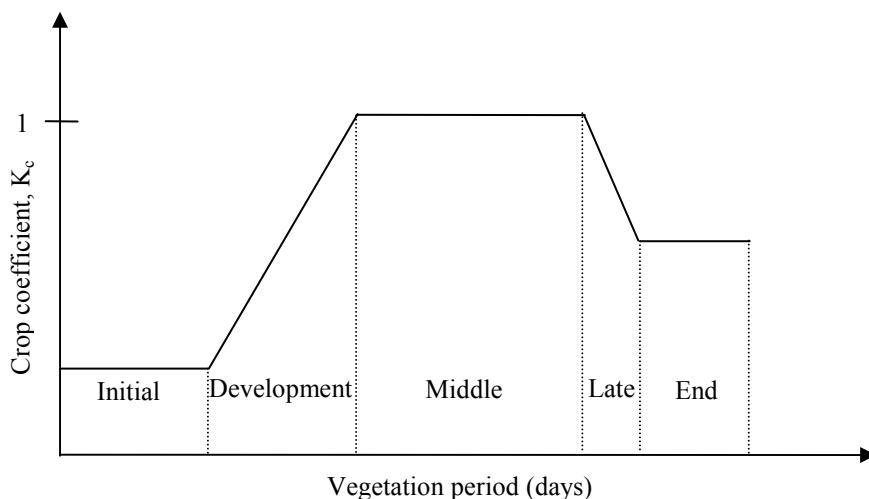 1
Crop coefficient, Kc
Initial
Development
Middle
Late
End
Vegetation period (days)